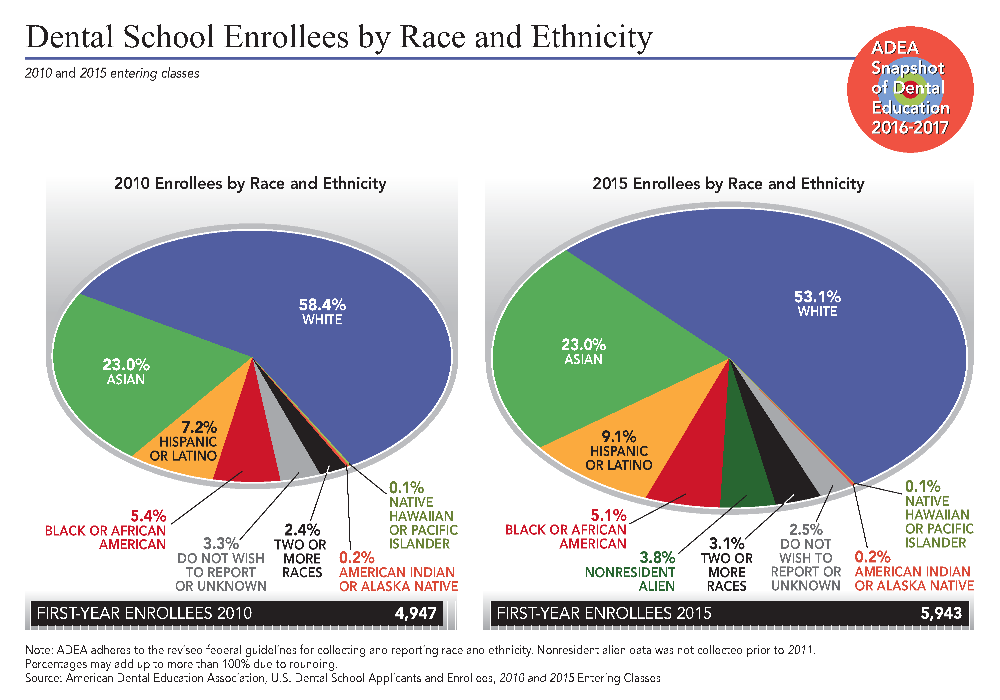 Dental School Enrollees by Race and Ethnicity
2010 and 2015 entering classes
ADEA
Snapshot
of Dental
Education
2016-2017
2010 Enrollees by Race and Ethnicity
58.4%
WHITE
23.0%
ASIAN
7.2%
HISPANIC
OR LATINO
5.4%
BLACK OR AFRICAN
AMERICAN
3.3%
DO NOT WISH
TO REPORT
OR UNKNOWN
2.4%
TWO OR
MORE
RACES
0.2%
AMERICAN INDIAN
OR ALASKA NATIVE
0.1%
NATIVE
HAWAIIAN
OR PACIFIC
ISLANDER
FIRST-YEAR ENROLLEES 2010 4,947
2015 Enrollees by Race and Ethnicity
53.1%
WHITE
23.0%
ASIAN
9.1%
HISPANIC
OR LATINO
5.1%
BLACK OR AFRICAN
AMERICAN
3.8%
NONRESIDENT
ALIEN
3.1%
TWO OR
MORE
RACES
2.5%
DO NOT
WISH TO
REPORT OR
UNKNOWN
0.2%
AMERICAN INDIAN
OR ALASKA NATIVE
0.1%
NATIVE
HAWAIIAN
OR PACIFIC
ISLANDER
FIRST-YEAR ENROLLEES 2015 5,943
Note: ADEA adheres to the revised federal guidelines for collecting and reporting race and ethnicity. Nonresident alien data was not collected prior to 2011.
Percentages may add up to more than 100% due to rounding.
Source: American Dental Education Association, U.S. Dental School Applicants and Enrollees, 2010 and 2015 Entering Classes